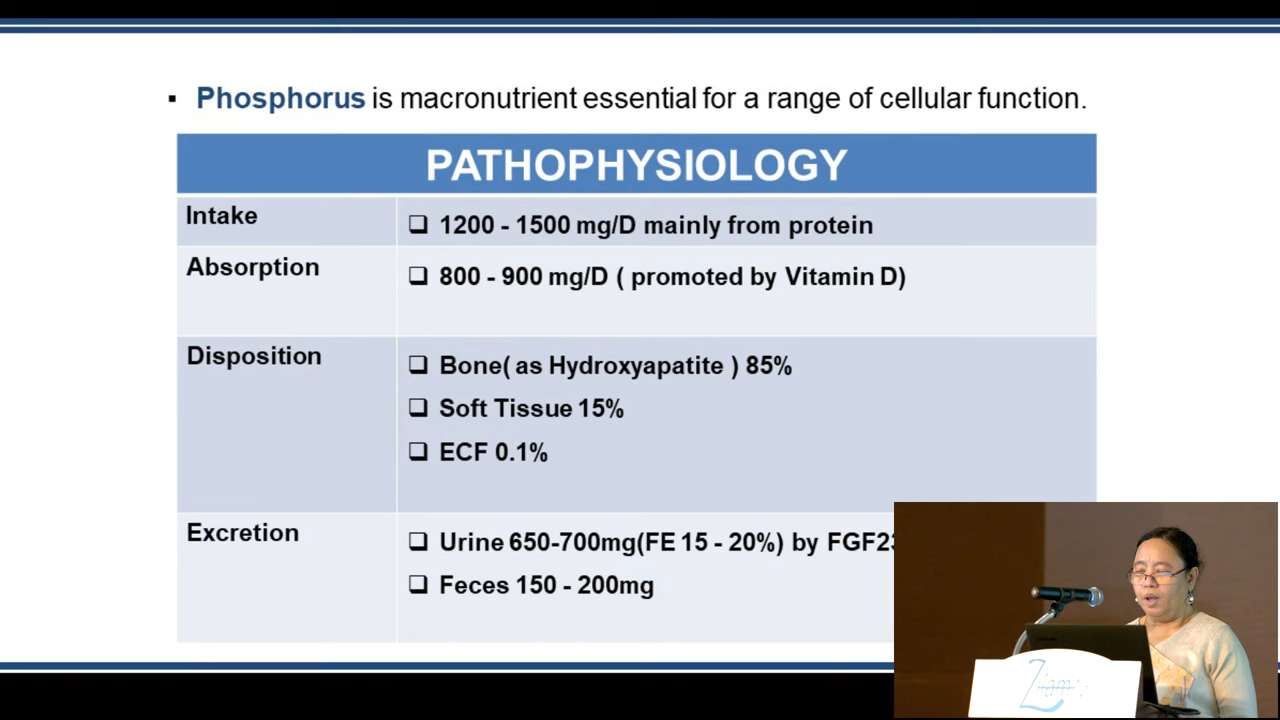 ▪ Phosphorus is macronutrient essential for a range of cellular function.
PATHOPHYSIOLOGY
Intake
❑ 1200 - 1500 mg/D mainly from protein
Absorption
❑ 800 - 900 mg/D ( promoted by Vitamin D)
Disposition
❑ Bone( as Hydroxyapatite ) 85%
❑ Soft Tissue 15%
❑ ECF 0.1%
Excretion
❑ Urine 650-700mg(FE 15 - 20%) by FGF23
❑ Feces 150 - 200mg